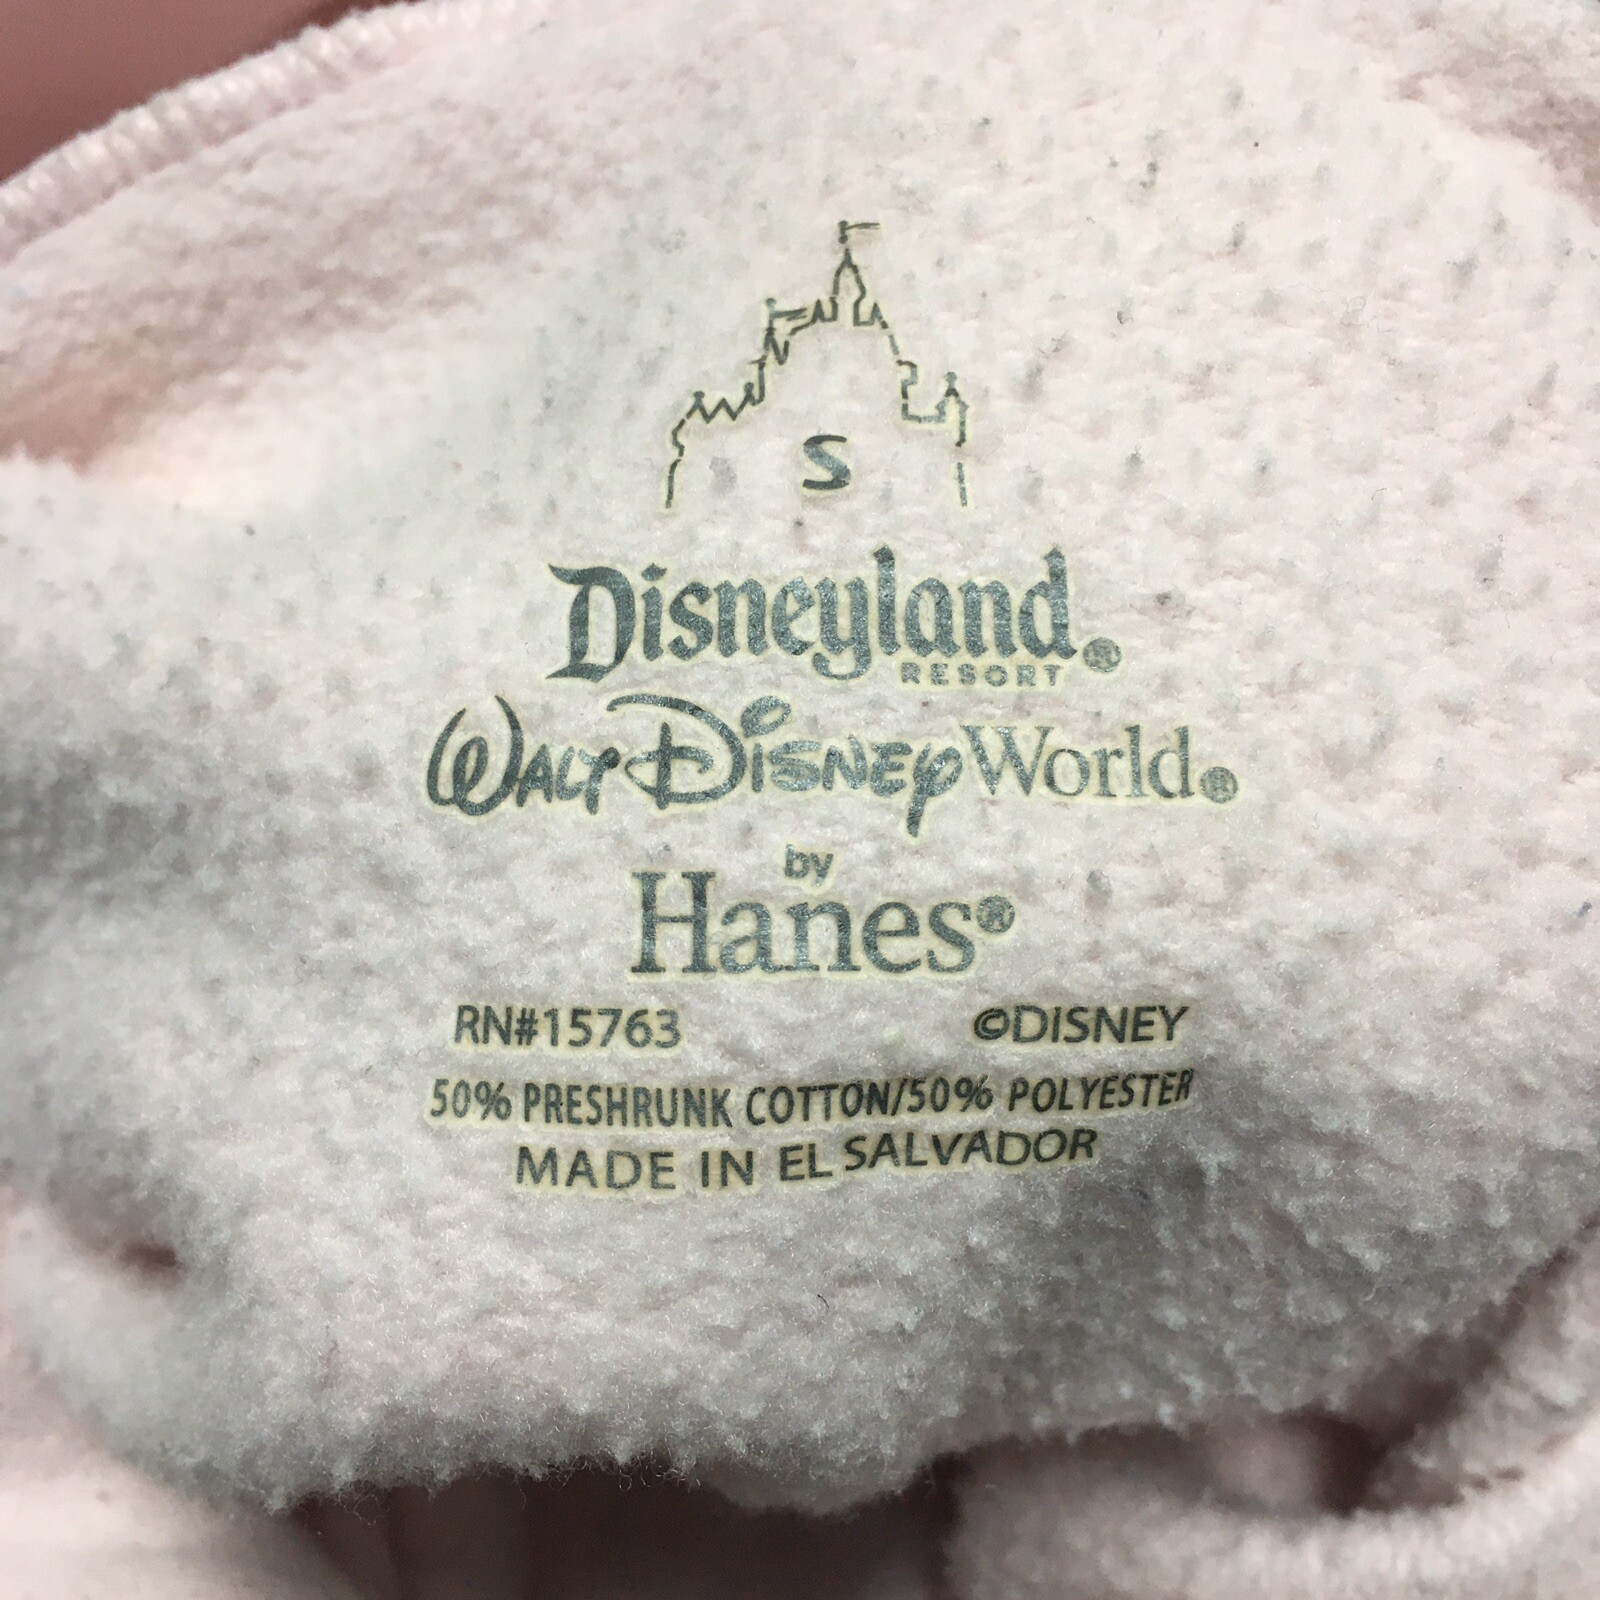 S
Disneyland®
RESORT
WALT DISNEY World®
by
Hanes®
RN#15763 ©DISNEY
50% PRESHRUNK COTTON/50% POLYESTER
MADE IN EL SALVADOR